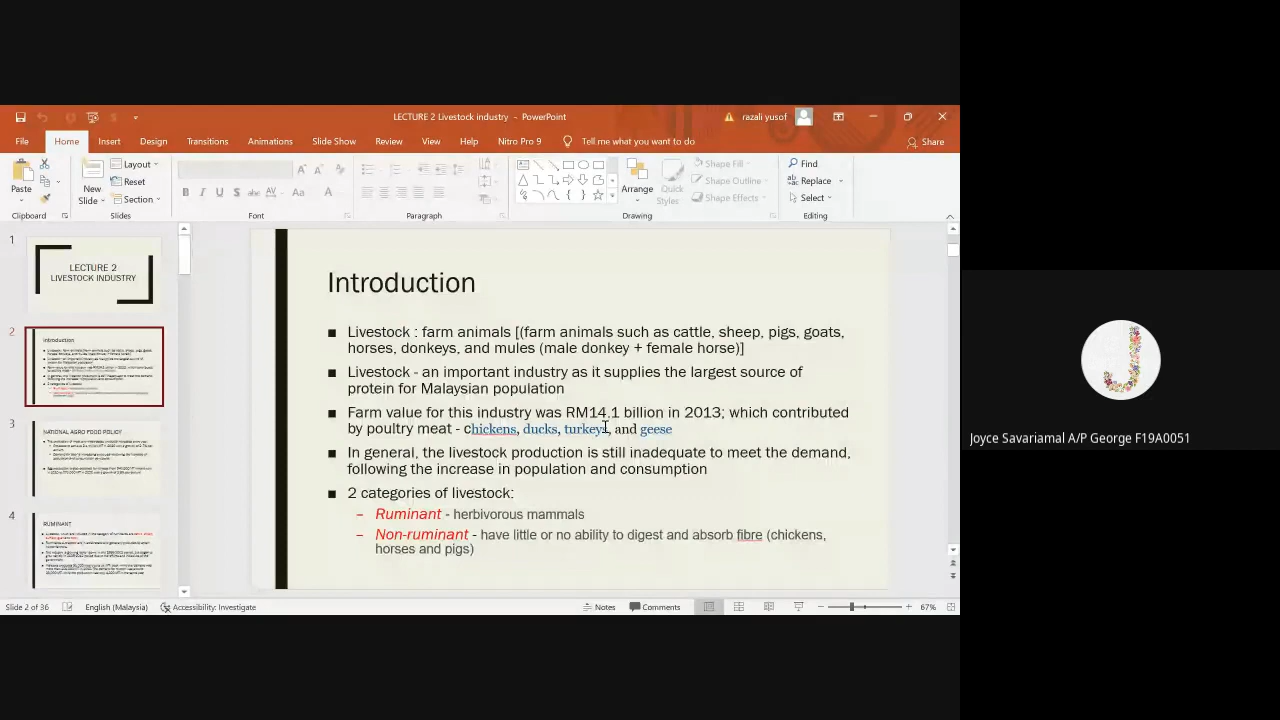 LECTURE 2 Livestock industry - PowerPoint
razali yusof
File Home Insert Design Transitions Animations Slide Show Review View Help Nitro Pro 9 Tell me what you want to do Share
Paste
Clipboard
New
Slide
Layout
Reset
Section
Slides
Font
Paragraph
Arrange
Quick
Styles
Shape Fill
Shape Outline
Shape Effects
Drawing
Find
Replace
Select
Editing
1
LECTURE 2
LIVESTOCK INDUSTRY
2
Introduction
3
NATIONAL AGRO FOOD POLICY
4
RUMINANT
Introduction
■ Livestock : farm animals [(farm animals such as cattle, sheep, pigs, goats,
horses, donkeys, and mules (male donkey + female horse)]
■ Livestock - an important industry as it supplies the largest source of
protein for Malaysian population
■ Farm value for this industry was RM14.1 billion in 2013; which contributed
by poultry meat - chickens, ducks, turkeys, and geese
■ In general, the livestock production is still inadequate to meet the demand,
following the increase in population and consumption
■ 2 categories of livestock:
– Ruminant - herbivorous mammals
– Non-ruminant - have little or no ability to digest and absorb fibre (chickens,
horses and pigs)
Slide 2 of 36 English (Malaysia) Accessibility: Investigate Notes Comments 67%
Joyce Savariamal A/P George F19A0051